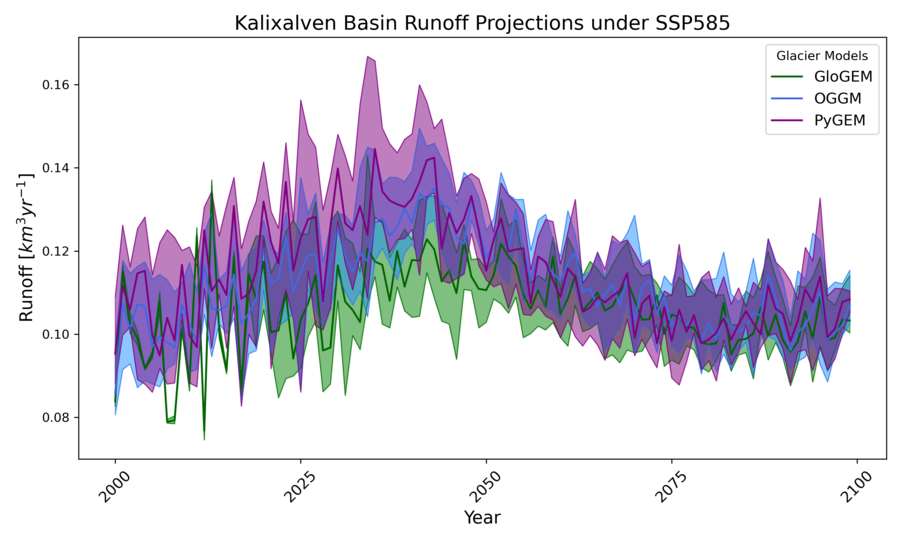 Kalixalven Basin Runoff Projections under SSP585
Glacier Models
GloGEM
OGGM
PyGEM
0.16
0.14
0.12
0.10
0.08
Runoff [km³yr⁻¹]
2000
2025
2050
2075
2100
Year